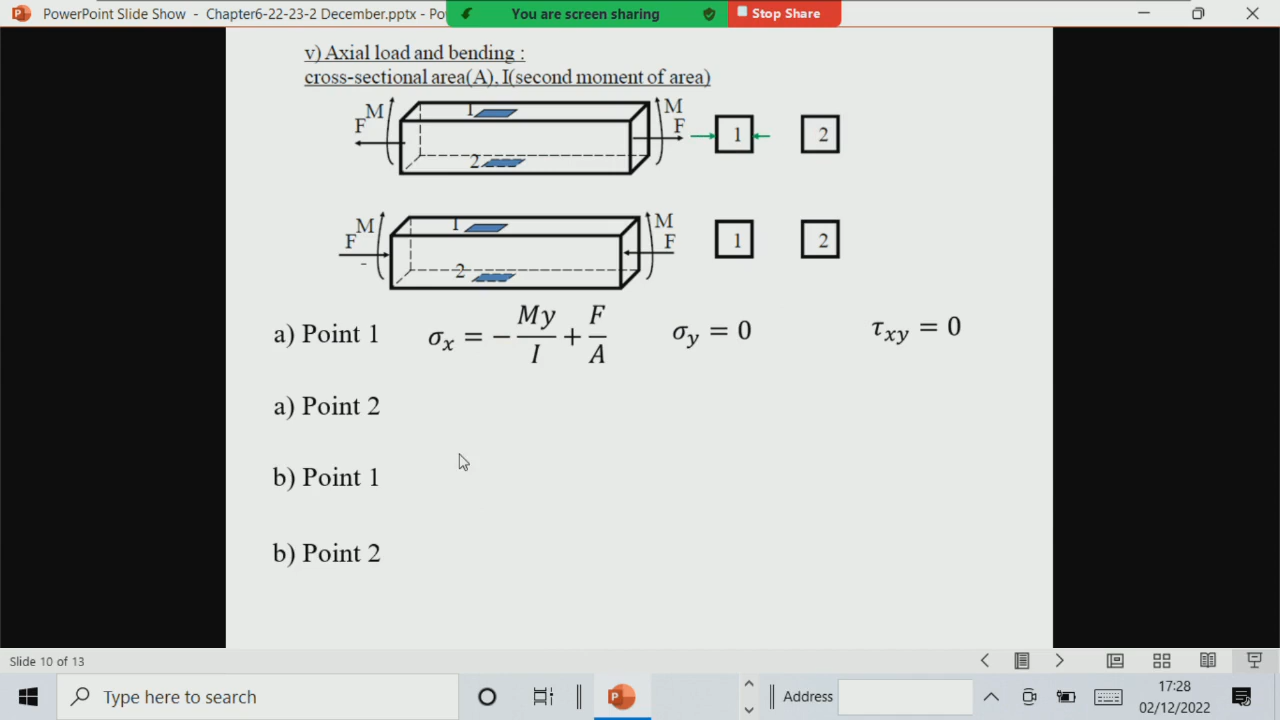 PowerPoint Slide Show - Chapter6-22-23-2 December.pptx - Po
You are screen sharing
Stop Share
v) Axial load and bending :
cross-sectional area(A), I(second moment of area)
M
F
1
2
M
F
1
2
M
F
1
2
M
F
1
2
a) Point 1 σx = − My/I + F/A σy = 0 τxy = 0
a) Point 2
b) Point 1
b) Point 2
Slide 10 of 13
Type here to search
Address
17:28
02/12/2022